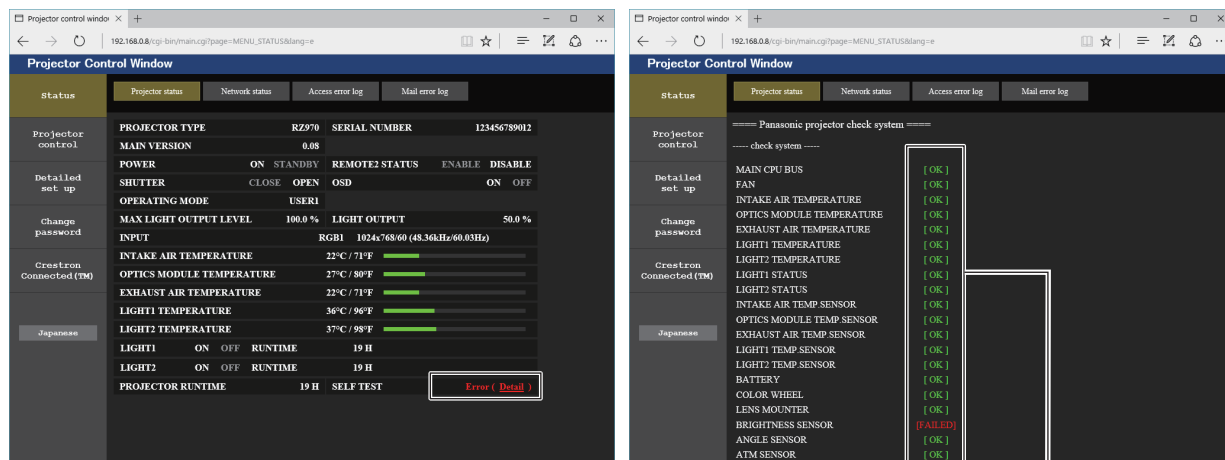 Projector control windov
192.168.0.8/cgi-bin/main.cgi?page=MENU_STATUS&lang=e
Projector Control Window
Status
Projector status Network status Access error log Mail error log
Projector control
Detailed set up
Change password
Crestron Connected(TM)
Japanese
PROJECTOR TYPE RZ970 SERIAL NUMBER 123456789012
MAIN VERSION 0.08
POWER ON STANDBY REMOTE2 STATUS ENABLE DISABLE
SHUTTER CLOSE OPEN OSD ON OFF
OPERATING MODE USER1
MAX LIGHT OUTPUT LEVEL 100.0 % LIGHT OUTPUT 50.0 %
INPUT RGB1 1024x768/60 (48.36kHz/60.03Hz)
INTAKE AIR TEMPERATURE 22°C / 71°F
OPTICS MODULE TEMPERATURE 27°C / 80°F
EXHAUST AIR TEMPERATURE 22°C / 71°F
LIGHT1 TEMPERATURE 36°C / 96°F
LIGHT2 TEMPERATURE 37°C / 98°F
LIGHT1 ON OFF RUNTIME 19 H
LIGHT2 ON OFF RUNTIME 19 H
PROJECTOR RUNTIME 19 H SELF TEST Error ( Detail )
Projector control windov
192.168.0.8/cgi-bin/main.cgi?page=MENU_STATUS&lang=e
Projector Control Window
Status
Projector status Network status Access error log Mail error log
Projector control
Detailed set up
Change password
Crestron Connected(TM)
Japanese
==== Panasonic projector check system ====
----- check system -----
MAIN CPU BUS [ OK ]
FAN [ OK ]
INTAKE AIR TEMPERATURE [ OK ]
OPTICS MODULE TEMPERATURE [ OK ]
EXHAUST AIR TEMPERATURE [ OK ]
LIGHT1 TEMPERATURE [ OK ]
LIGHT2 TEMPERATURE [ OK ]
LIGHT1 STATUS [ OK ]
LIGHT2 STATUS [ OK ]
INTAKE AIR TEMP.SENSOR [ OK ]
OPTICS MODULE TEMP.SENSOR [ OK ]
EXHAUST AIR TEMP.SENSOR [ OK ]
LIGHT1 TEMP.SENSOR [ OK ]
LIGHT2 TEMP.SENSOR [ OK ]
BATTERY [ OK ]
COLOR WHEEL [ OK ]
LENS MOUNTER [ OK ]
BRIGHTNESS SENSOR [FAILED]
ANGLE SENSOR [ OK ]
ATM SENSOR [ OK ]